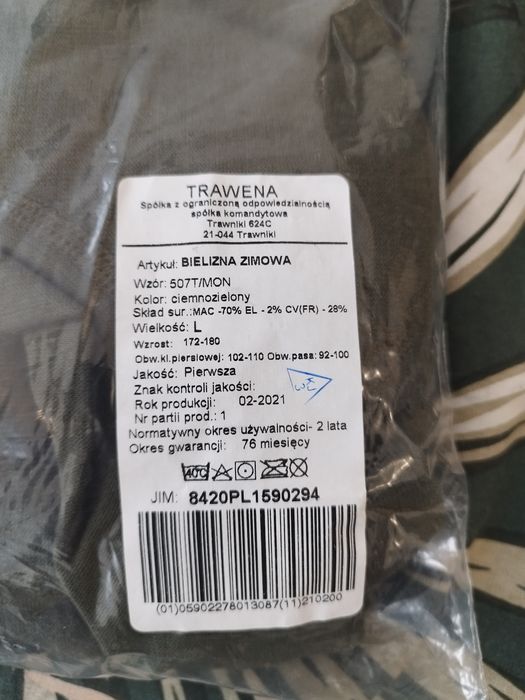 TRAWENA
Spółka z ograniczoną odpowiedzialnością
spółka komandytowa
Trawniki 624C
21-044 Trawniki
Artykuł: BIELIZNA ZIMOWA
Wzór: 507T/MON
Kolor: ciemnozielony
Skład sur.:MAC -70% EL - 2% CV(FR) - 28%
Wielkość: L
Wzrost: 172-180
Obw.kl.piersiowej: 102-110 Obw.pasa: 92-100
Jakość: Pierwsza
Znak kontroli jakości:
Rok produkcji: 02-2021
Nr partii prod.: 1
Normatywny okres używalności- 2 lata
Okres gwarancji: 76 miesięcy
JIM: 8420PL1590294
(01)05902278013087(11)210200